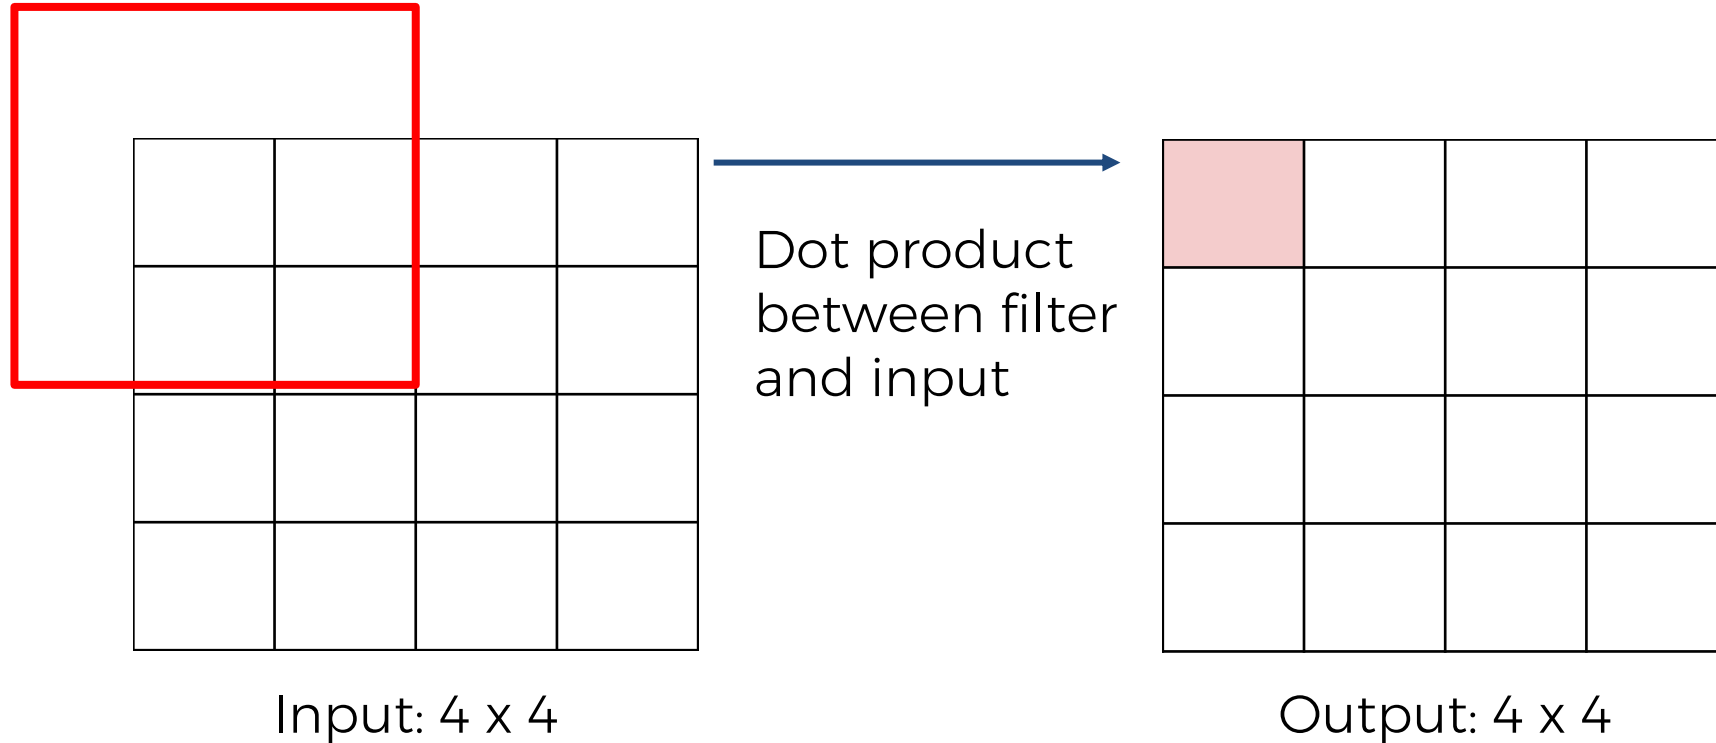 Dot product
between filter
and input
Input: 4 x 4
Output: 4 x 4